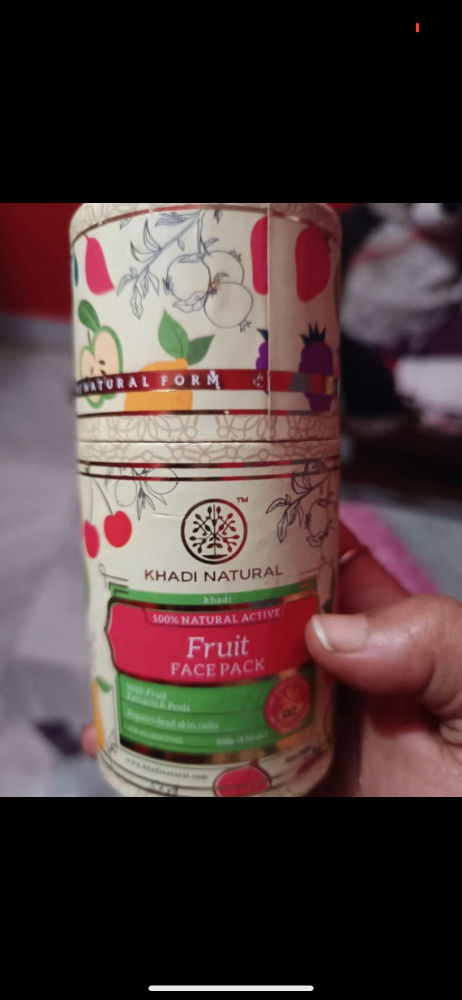 NATURAL FORM
TM
KHADI NATURAL
khadi
100% NATURAL ACTIVE
Fruit
FACE PACK
With Fruit
Extracts & Peels
Repairs dead skin cells
www.khadinatural.com